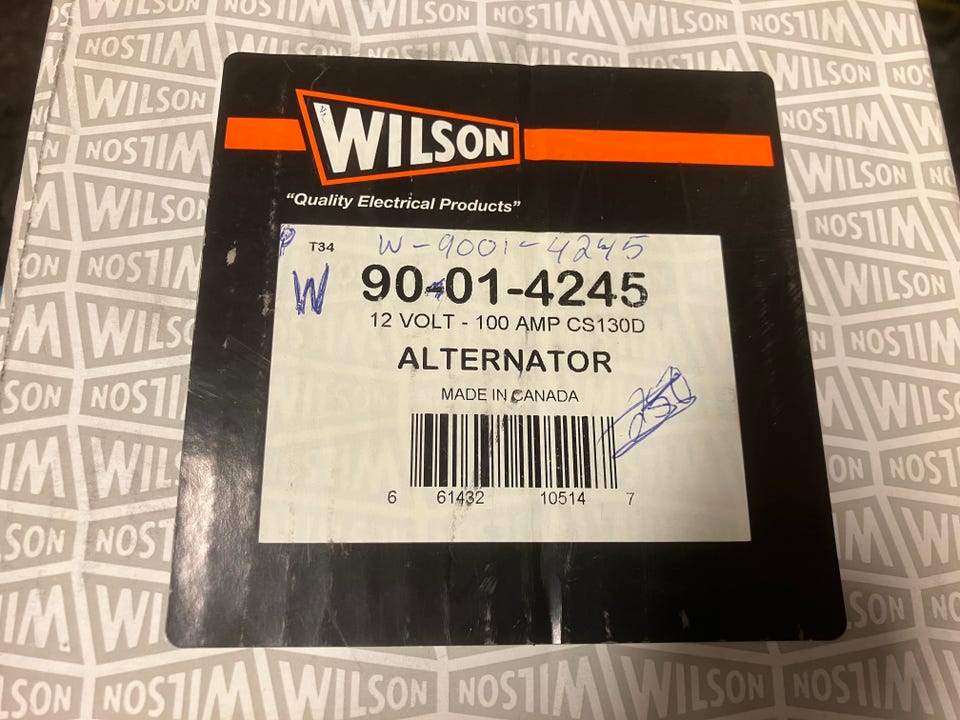 WILSON
"Quality Electrical Products"
T34
W-9001-4245
W
90-01-4245
12 VOLT - 100 AMP CS130D
ALTERNATOR
MADE IN CANADA
6 61432 10514 7